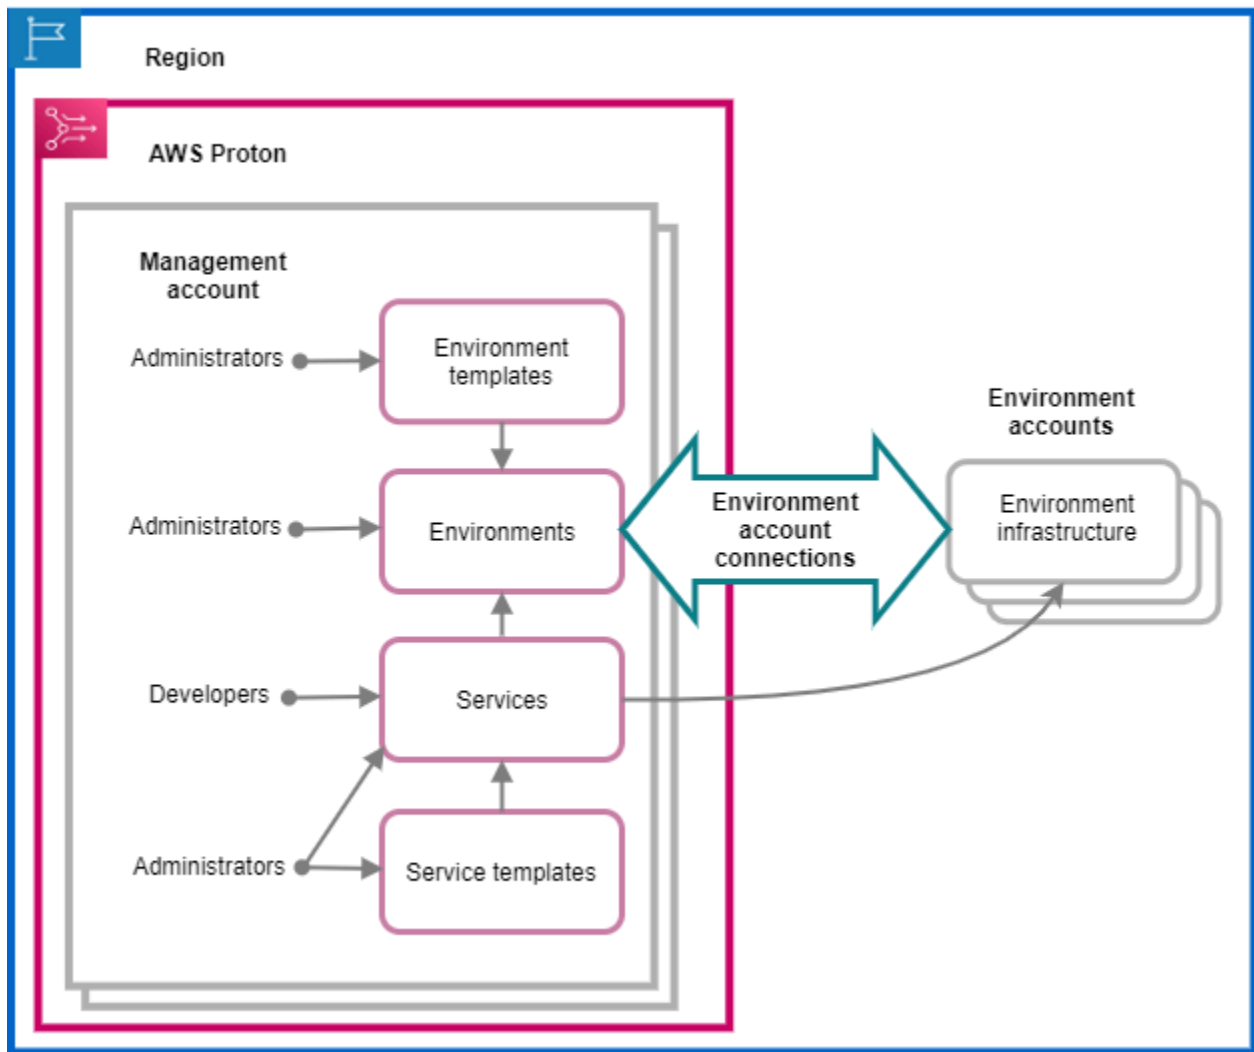 Region
AWS Proton
Management
account
Administrators
Environment
templates
Environment
accounts
Administrators
Environments
Environment
account
connections
Environment
infrastructure
Developers
Services
Administrators
Service templates